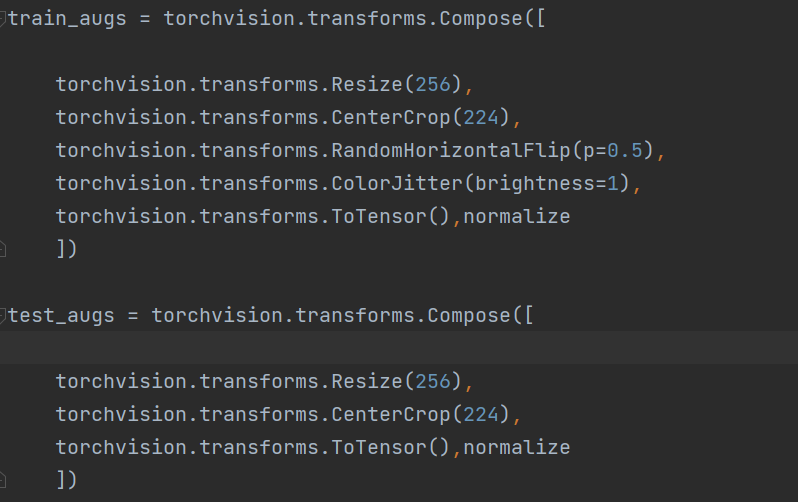 train_augs = torchvision.transforms.Compose([
torchvision.transforms.Resize(256),
torchvision.transforms.CenterCrop(224),
torchvision.transforms.RandomHorizontalFlip(p=0.5),
torchvision.transforms.ColorJitter(brightness=1),
torchvision.transforms.ToTensor(),normalize
])
test_augs = torchvision.transforms.Compose([
torchvision.transforms.Resize(256),
torchvision.transforms.CenterCrop(224),
torchvision.transforms.ToTensor(),normalize
])